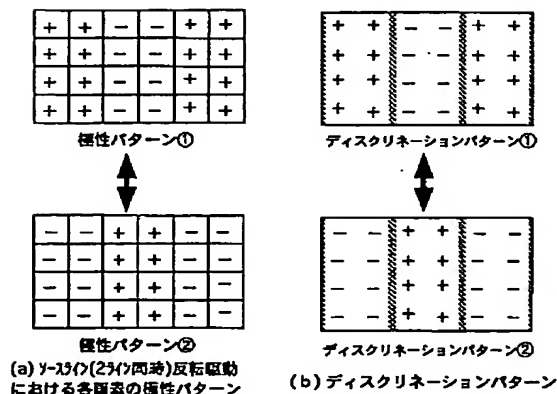 + + − − + +
+ + − − + +
+ + − − + +
+ + − − + +
極性パターン①
− − + + − −
− − + + − −
− − + + − −
− − + + − −
極性パターン②
(a) ソースライン(2ライン同時)反転駆動
における各画素の極性パターン
+ + − − + +
+ + − − + +
+ + − − + +
+ + − − + +
ディスクリネーションパターン①
− − + + − −
− − + + − −
− − + + − −
− − + + − −
ディスクリネーションパターン②
(b) ディスクリネーションパターン